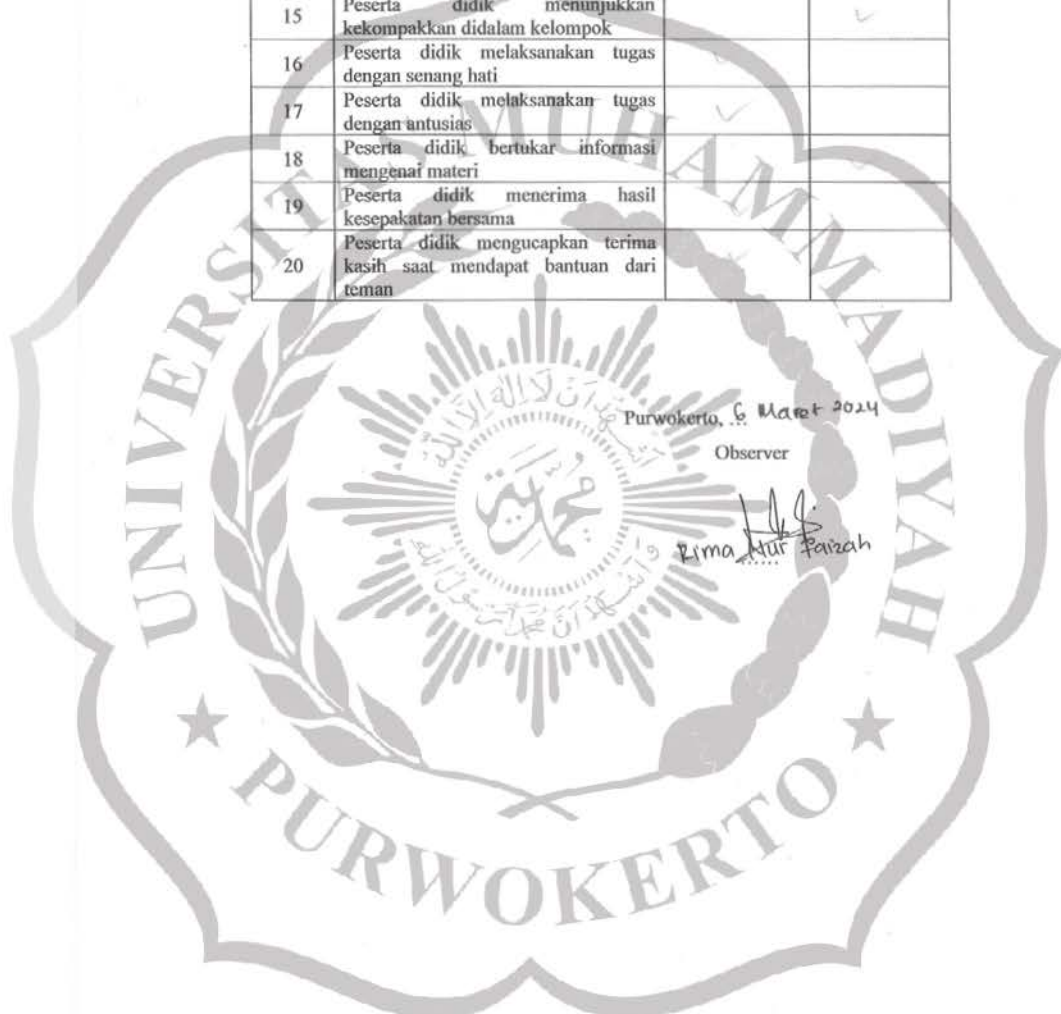 15 Peserta didik menunjukkan
kekompakkan didalam kelompok
16 Peserta didik melaksanakan tugas
dengan senang hati
17 Peserta didik melaksanakan tugas
dengan antusias
18 Peserta didik bertukar informasi
mengenai materi
19 Peserta didik menerima hasil
kesepakatan bersama
20 Peserta didik mengucapkan terima
kasih saat mendapat bantuan dari
teman
Purwokerto, 6 Maret 2024
Observer
Rima Nur Faizah
UNIVERSITAS MUHAMMADIYAH
PURWOKERTO